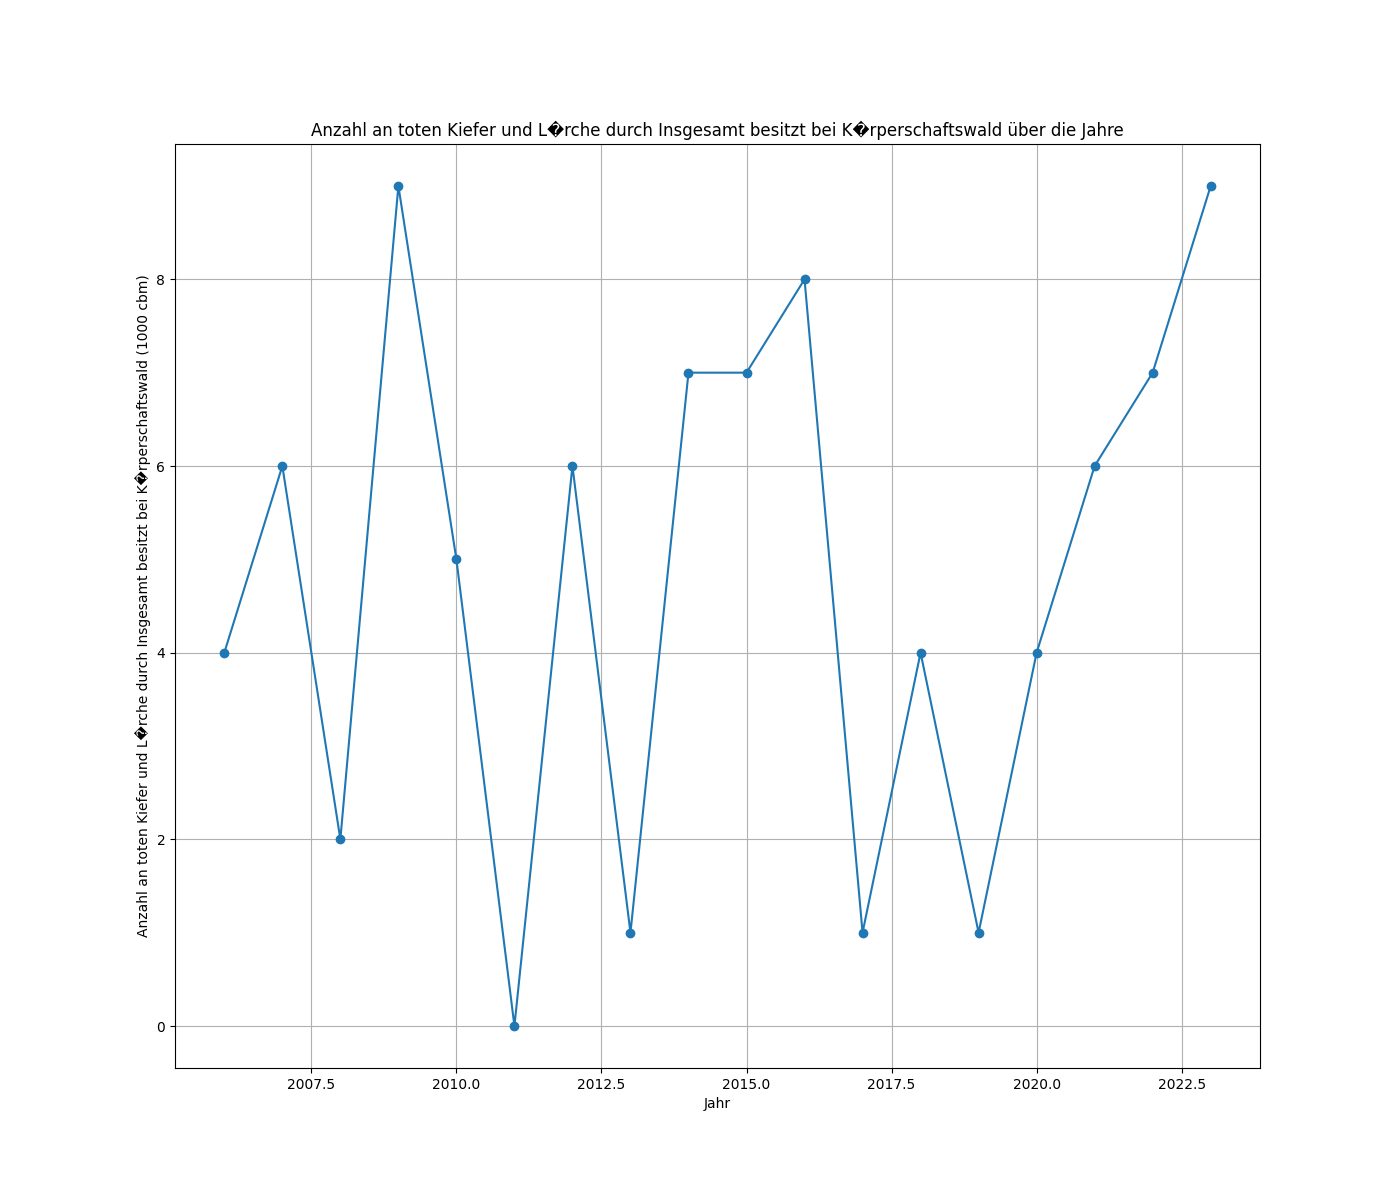 Anzahl an toten Kiefer und L�rche durch Insgesamt besitzt bei K�rperschaftswald über die Jahre
Anzahl an toten Kiefer und L�rche durch Insgesamt besitzt bei K�rperschaftswald (1000 cbm)
8
6
4
2
0
2007.5 2010.0 2012.5 2015.0 2017.5 2020.0 2022.5
Jahr